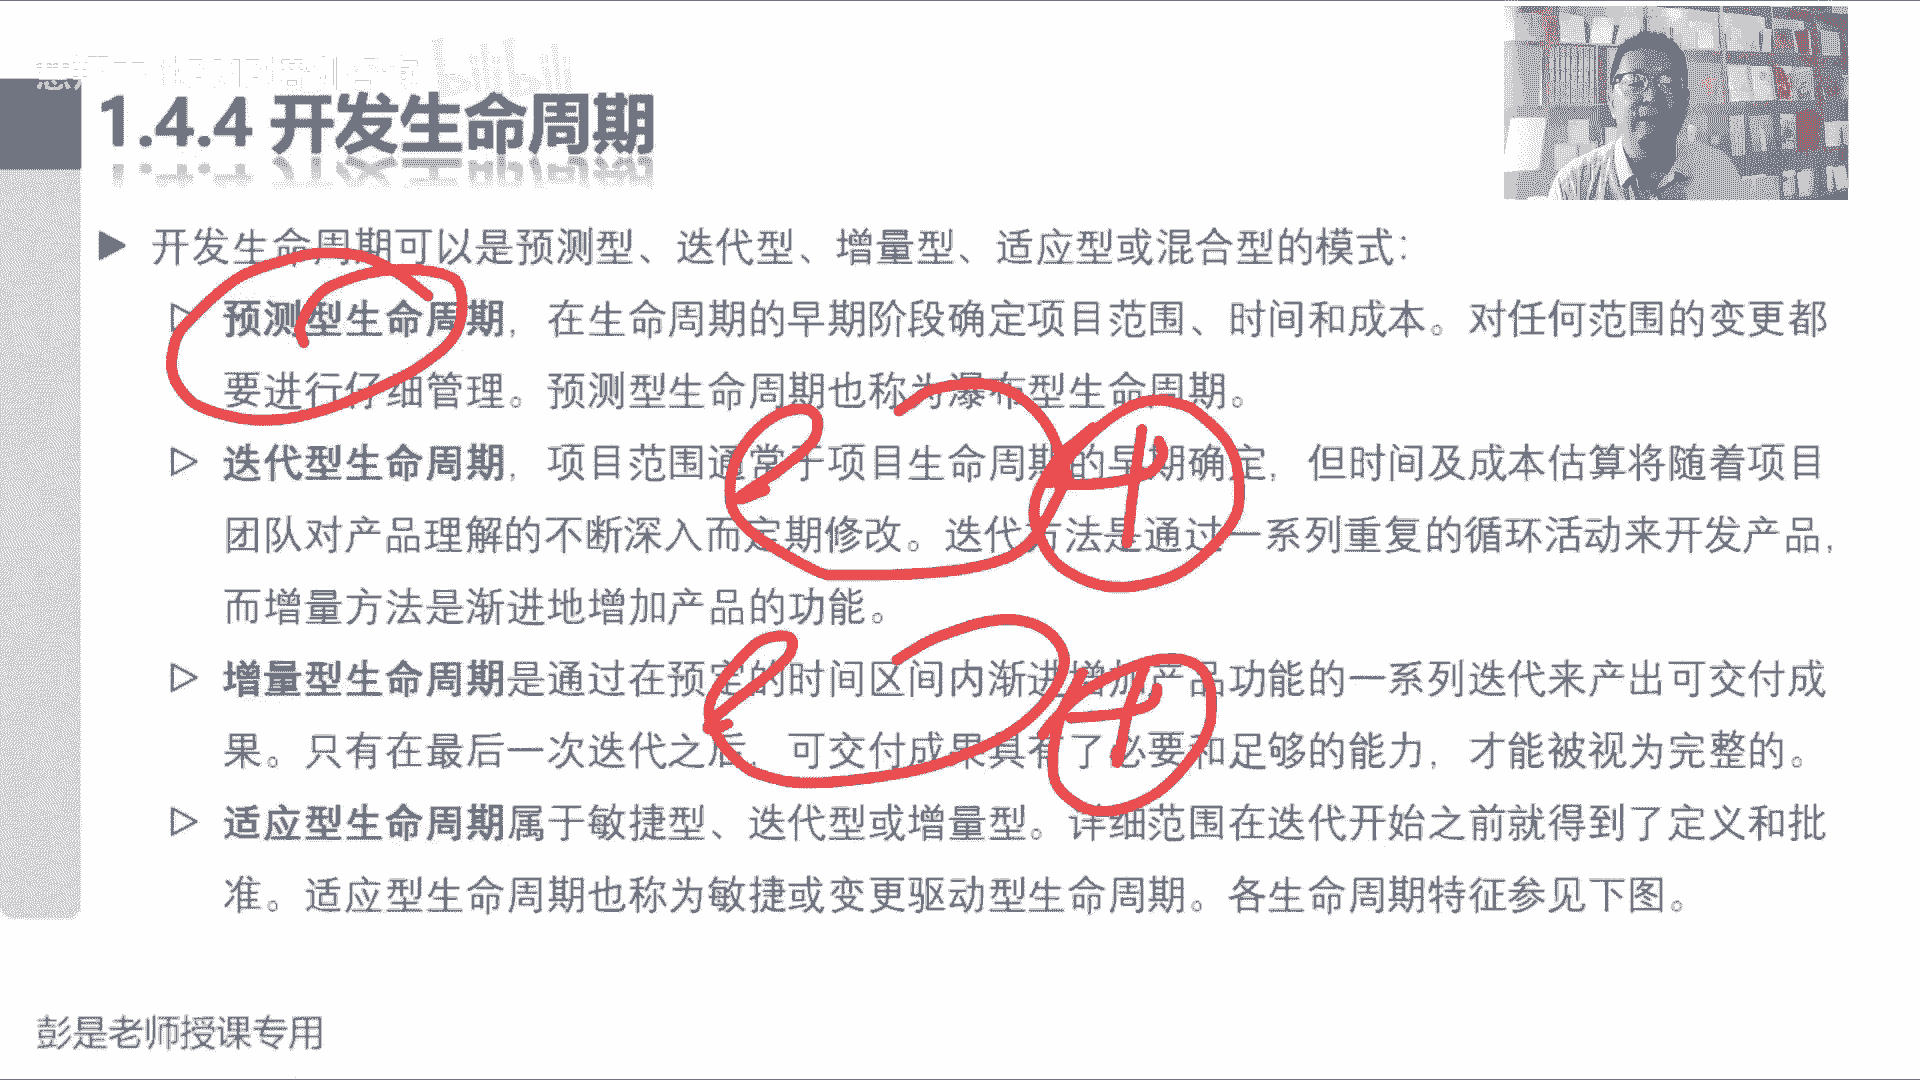 bilibili
1.4.4 开发生命周期
开发生命周期可以是预测型、迭代型、增量型、适应型或混合型的模式：
预测型生命周期，在生命周期的早期阶段确定项目范围、时间和成本。对任何范围的变更都
要进行仔细管理。预测型生命周期也称为瀑布型生命周期。
迭代型生命周期，项目范围通常于项目生命周期的早期确定，但时间及成本估算将随着项目
团队对产品理解的不断深入而定期修改。迭代方法是通过一系列重复的循环活动来开发产品，
而增量方法是渐进地增加产品的功能。
增量型生命周期是通过在预定的时间区间内渐进增加产品功能的一系列迭代来产出可交付成
果。只有在最后一次迭代之后，可交付成果具有了必要和足够的能力，才能被视为完整的。
适应型生命周期属于敏捷型、迭代型或增量型。详细范围在迭代开始之前就得到了定义和批
准。适应型生命周期也称为敏捷或变更驱动型生命周期。各生命周期特征参见下图。
彭是老师授课专用